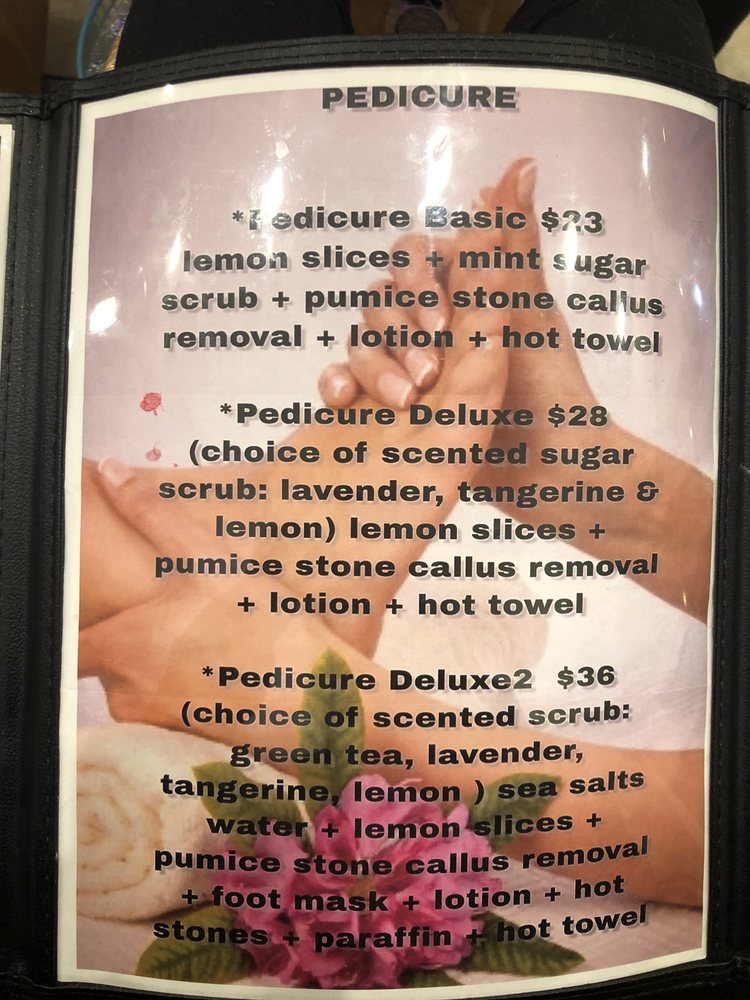 PEDICURE
*Pedicure Basic $23
lemon slices + mint sugar
scrub + pumice stone callus
removal + lotion + hot towel
*Pedicure Deluxe $28
(choice of scented sugar
scrub: lavender, tangerine &
lemon) lemon slices +
pumice stone callus removal
+ lotion + hot towel
*Pedicure Deluxe2 $36
(choice of scented scrub:
green tea, lavender,
tangerine, lemon ) sea salts
water + lemon slices +
pumice stone callus removal
+ foot mask + lotion + hot
stones + paraffin + hot towel